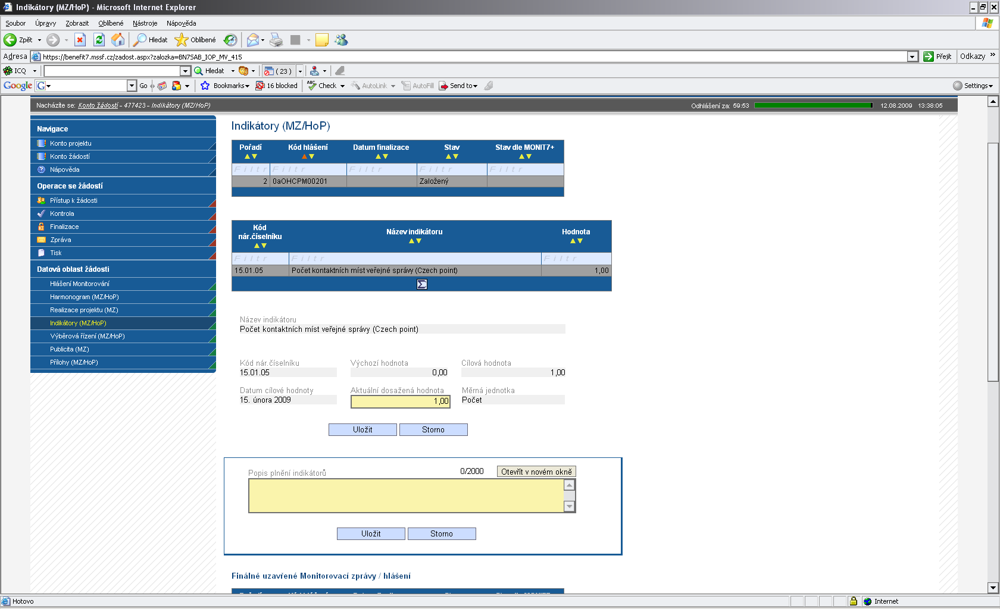 Indikátory (MZ/HoP) - Microsoft Internet Explorer
Soubor Úpravy Zobrazit Oblíbené Nástroje Nápověda
Zpět Hledat Oblíbené
Adresa https://benefit7.mssf.cz/zadost.aspx?zalozka=BN7SAB_IOP_MV_415 Přejít Odkazy »
ICQ Hledat (23)
Google G Go Bookmarks 16 blocked ABC Check AutoLink AutoFill Send to Settings
Nacházíte se: Konto žádostí - 477423 - Indikátory (MZ/HoP) Odhlášení za: 59:53 12.08.2009 13:38:05
Navigace
Konto projektu
Konto žádostí
Nápověda
Operace se žádostí
Přístup k žádosti
Kontrola
Finalizace
Zpráva
Tisk
Datová oblast žádosti
Hlášení Monitorování
Harmonogram (MZ/HoP)
Realizace projektu (MZ)
Indikátory (MZ/HoP)
Výběrová řízení (MZ/HoP)
Publicita (MZ)
Přílohy (MZ/HoP)
Indikátory (MZ/HoP)
Pořadí Kód hlášení Datum finalizace Stav Stav dle MONIT7+
Filtr Filtr Filtr Filtr Filtr
2 0aOHCPM00201 Založený
Kód
nár.číselníku Název indikátoru Hodnota
Filtr Filtr Filtr
15.01.05 Počet kontaktních míst veřejné správy (Czech point) 1,00
Σ
Název indikátoru
Počet kontaktních míst veřejné správy (Czech point)
Kód nár.číselníku Výchozí hodnota Cílová hodnota
15.01.05 0,00 1,00
Datum cílové hodnoty Aktuální dosažená hodnota Měrná jednotka
15. února 2009 1,00 Počet
Uložit Storno
Popis plnění indikátorů 0/2000 Otevřít v novém okně
Uložit Storno
Finálně uzavřené Monitorovací zprávy / hlášení
Hotovo Internet